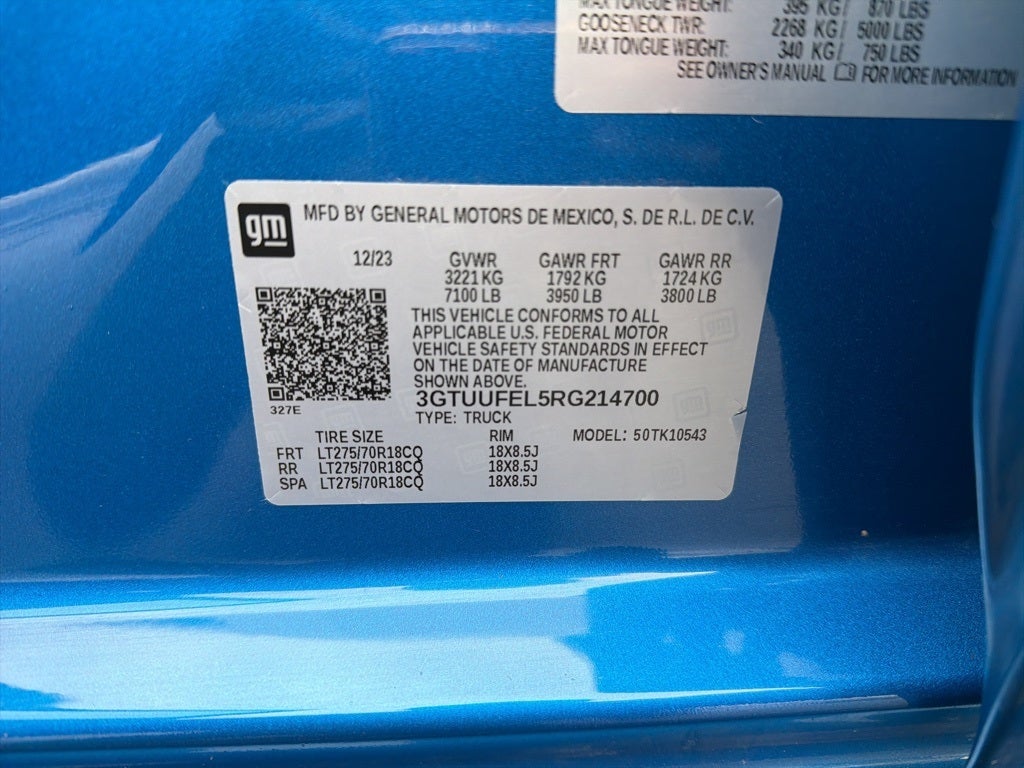 MAX TONGUE WEIGHT: 395 KG/ 870 LBS
GOOSENECK TWR: 2268 KG/ 5000 LBS
MAX TONGUE WEIGHT: 340 KG/ 750 LBS
SEE OWNER'S MANUAL FOR MORE INFORMATION
gm MFD BY GENERAL MOTORS DE MEXICO, S. DE R.L. DE C.V.
12/23 GVWR GAWR FRT GAWR RR
3221 KG 1792 KG 1724 KG
7100 LB 3950 LB 3800 LB
THIS VEHICLE CONFORMS TO ALL
APPLICABLE U.S. FEDERAL MOTOR
VEHICLE SAFETY STANDARDS IN EFFECT
ON THE DATE OF MANUFACTURE
SHOWN ABOVE.
3GTUUFEL5RG214700
327E
TYPE: TRUCK
TIRE SIZE RIM MODEL: 50TK10543
FRT LT275/70R18CQ 18X8.5J
RR LT275/70R18CQ 18X8.5J
SPA LT275/70R18CQ 18X8.5J